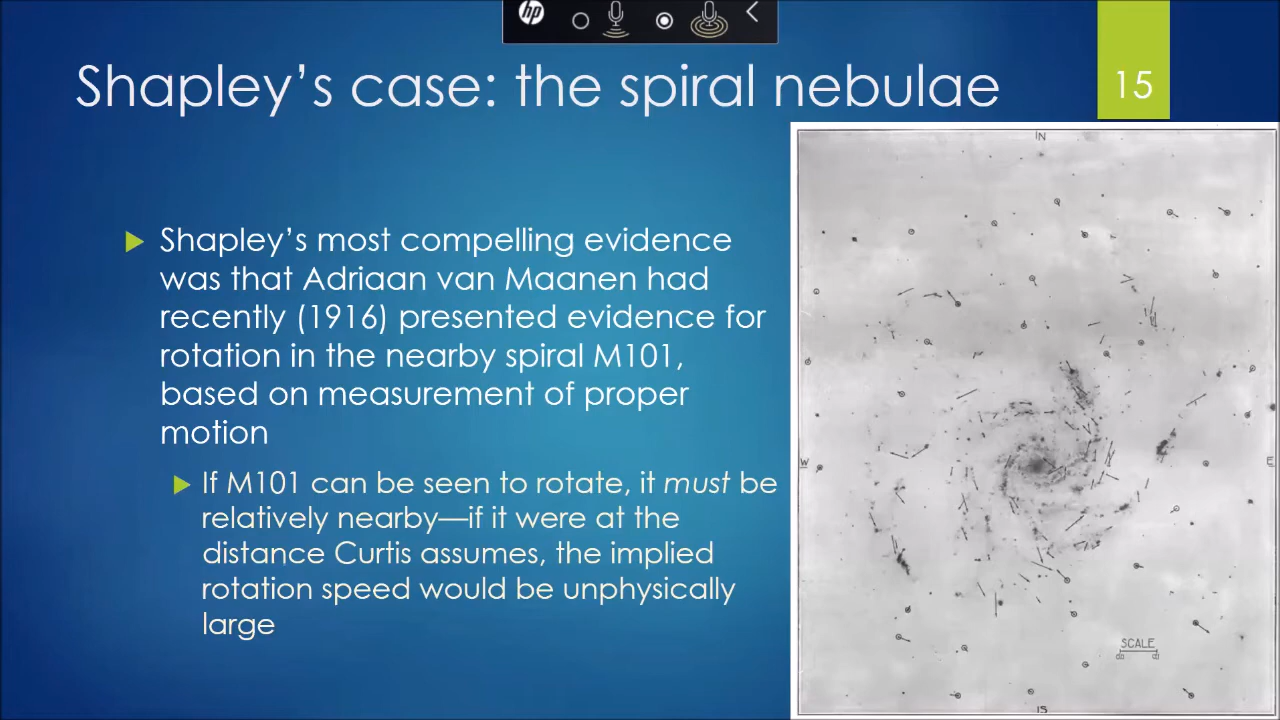 hp
Shapley’s case: the spiral nebulae
15
Shapley’s most compelling evidence
was that Adriaan van Maanen had
recently (1916) presented evidence for
rotation in the nearby spiral M101,
based on measurement of proper
motion
If M101 can be seen to rotate, it must be
relatively nearby—if it were at the
distance Curtis assumes, the implied
rotation speed would be unphysically
large
N
W
E
SCALE
S